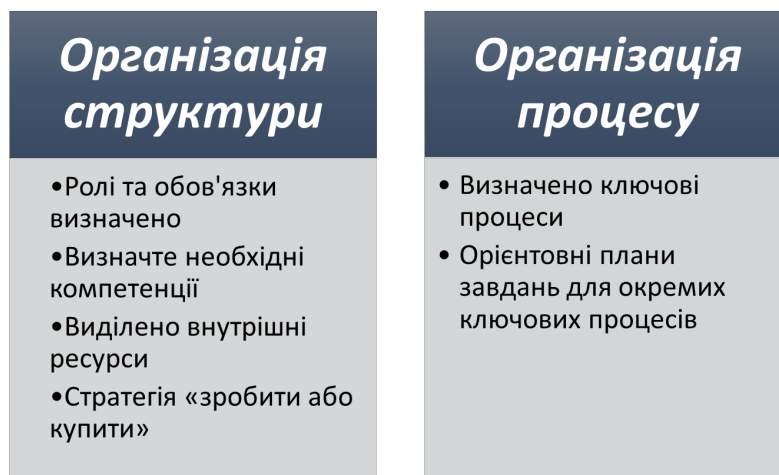 Організація
структури
•Ролі та обов'язки
визначено
•Визначте необхідні
компетенції
•Виділено внутрішні
ресурси
•Стратегія «зробити або
купити»
Організація
процесу
• Визначено ключові
процеси
• Орієнтовні плани
завдань для окремих
ключових процесів